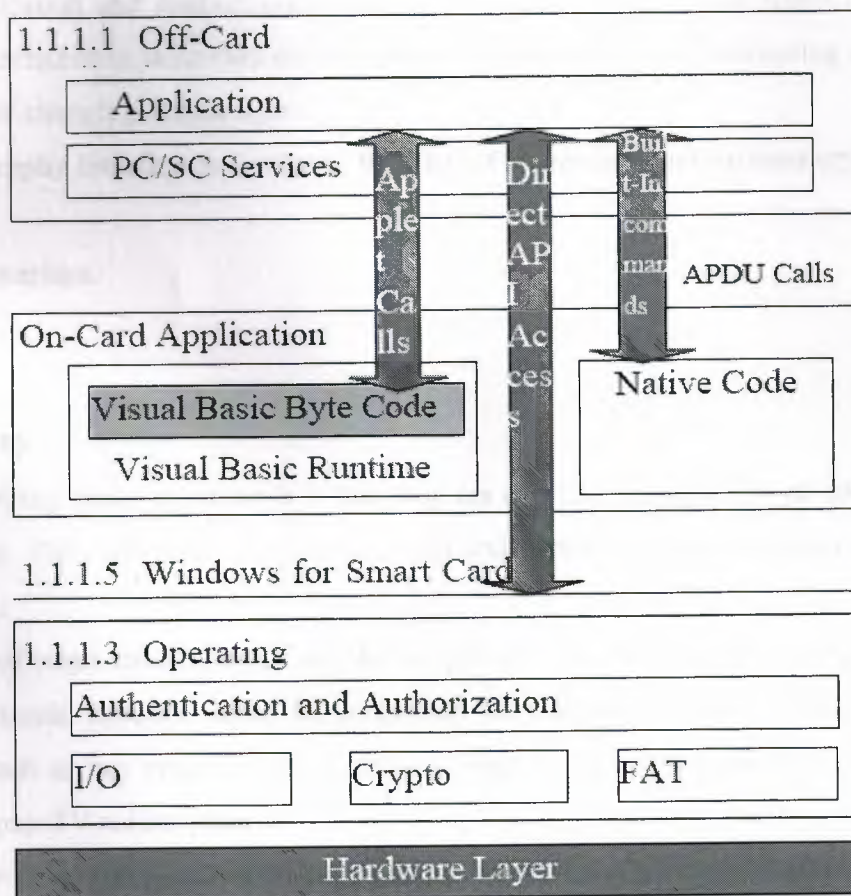 1.1.1.1 Off-Card
Application
PC/SC Services
Ap
ple
t
Ca
lls
Dir
ect
AP
I
Ac
ces
s
Buil
t-In
com
man
ds
APDU Calls
On-Card Application
Visual Basic Byte Code
Visual Basic Runtime
Native Code
1.1.1.5 Windows for Smart Card
1.1.1.3 Operating
Authentication and Authorization
I/O
Crypto
FAT
Hardware Layer